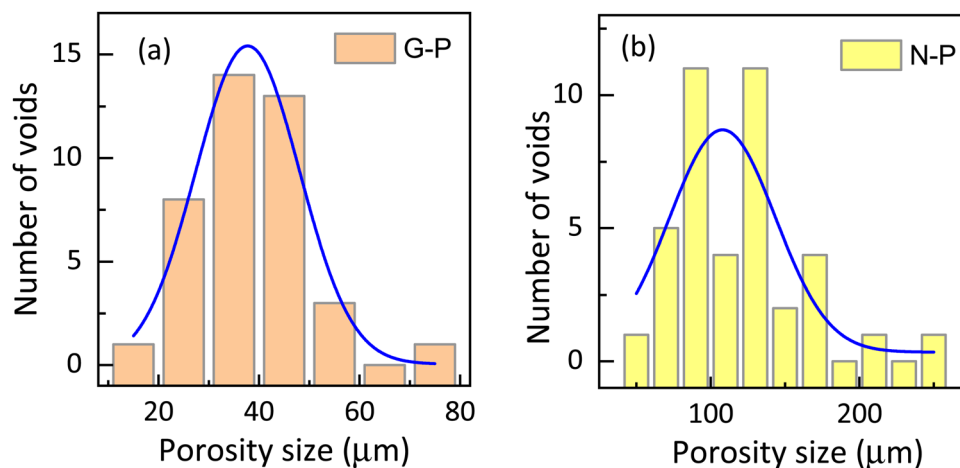 (a)
G-P
15
10
5
0
Number of voids
20 40 60 80
Porosity size (μm)
(b)
N-P
10
5
0
Number of voids
100 200
Porosity size (μm)